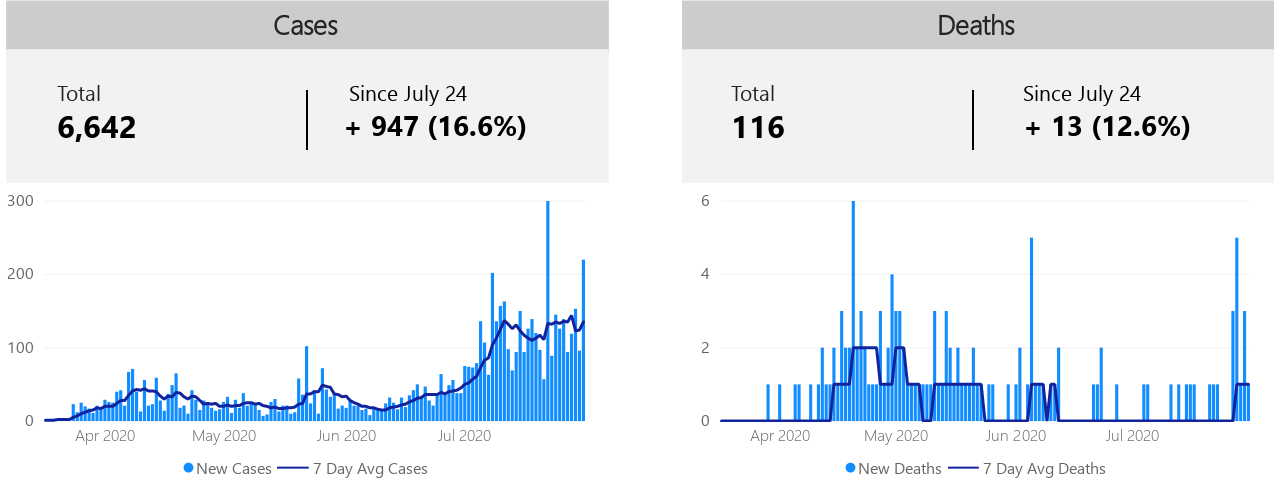 Cases
Total
Since July 24
6,642
+ 947 (16.6%)
300
200
100
0
Apr 2020
May 2020
Jun 2020
Jul 2020
New Cases
7 Day Avg Cases
Deaths
Total
Since July 24
116
+ 13 (12.6%)
6
4
2
0
Apr 2020
May 2020
Jun 2020
Jul 2020
New Deaths
7 Day Avg Deaths